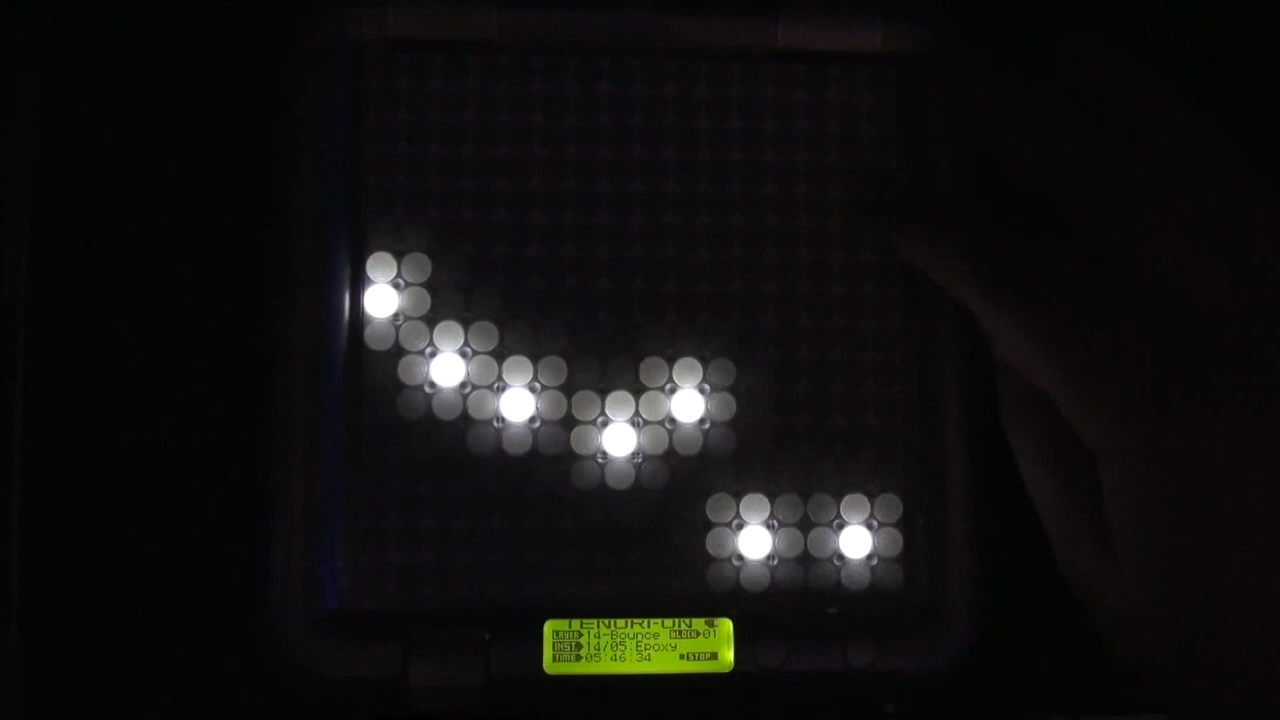 TENORI-ON
LAYER 14-Bounce BLOCK 01
INST. 14/05:Epoxy
TIME 05:46:34 STOP